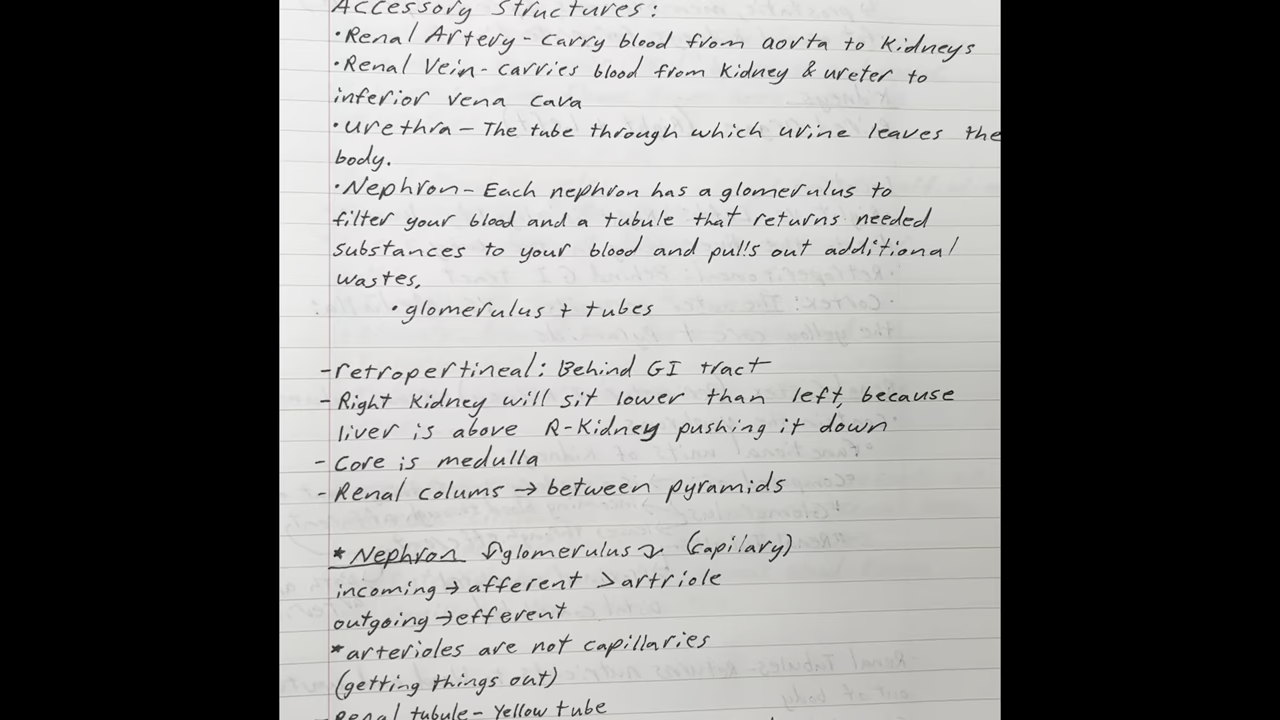 Accessory Structures:
•Renal Artery - Carry blood from aorta to Kidneys
•Renal Vein - carries blood from Kidney & ureter to
inferior vena cava
•urethra - The tube through which urine leaves the
body.
•Nephron - Each nephron has a glomerulus to
filter your blood and a tubule that returns needed
substances to your blood and pulls out additional
wastes.
•glomerulus + tubes
-retropertineal: Behind GI tract
- Right Kidney will sit lower than left, because
liver is above R-Kidney pushing it down
- Core is medulla
- Renal colums → between pyramids
* Nephron glomerulus (capilary)
incoming → afferent > artriole
outgoing → efferent
*arterioles are not capillaries
(getting things out)
- Renal tubule - Yellow tube